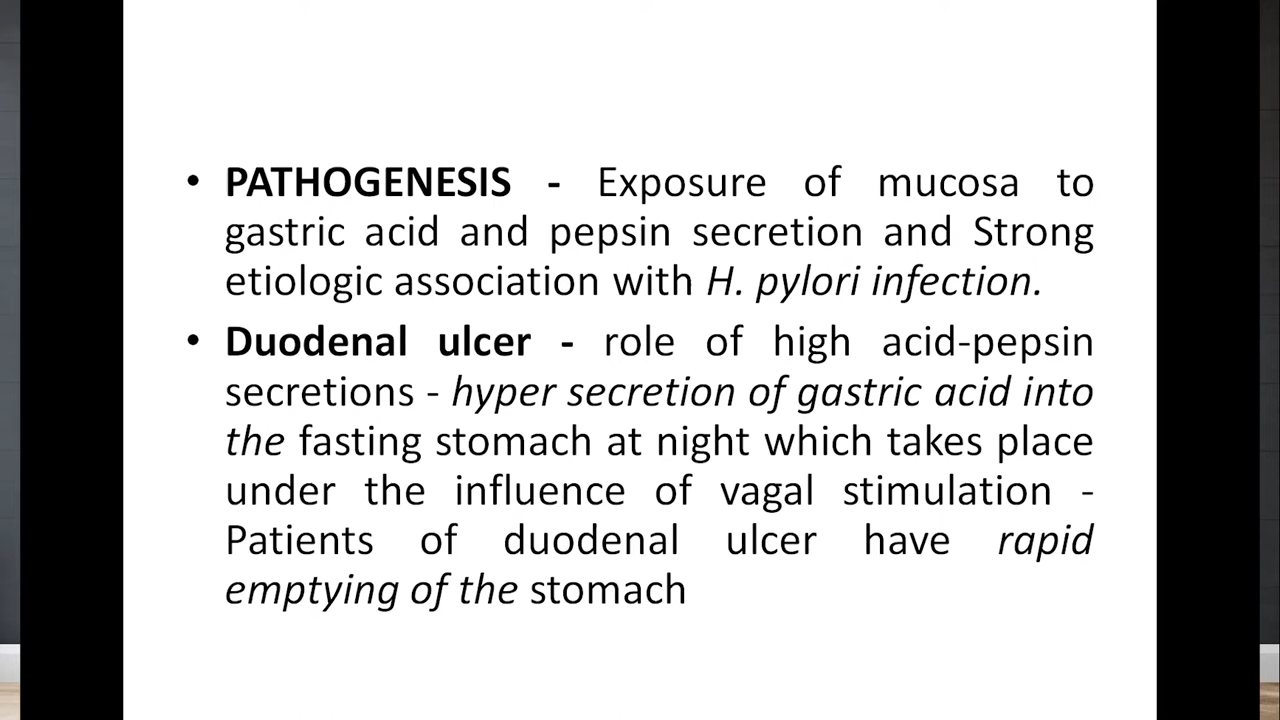 • PATHOGENESIS - Exposure of mucosa to
gastric acid and pepsin secretion and Strong
etiologic association with H. pylori infection.
• Duodenal ulcer - role of high acid-pepsin
secretions - hyper secretion of gastric acid into
the fasting stomach at night which takes place
under the influence of vagal stimulation -
Patients of duodenal ulcer have rapid
emptying of the stomach